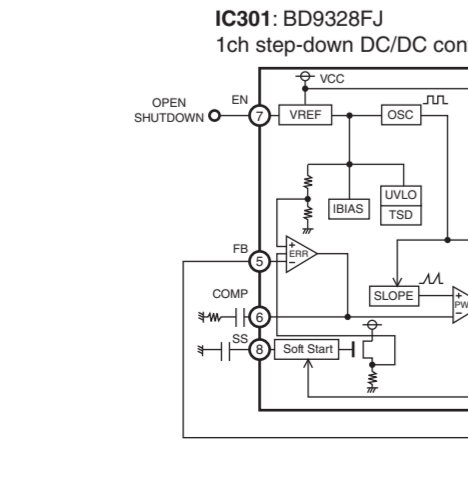 IC301: BD9328FJ
1ch step-down DC/DC con
VCC
OPEN
SHUTDOWN
EN
7
VREF
OSC
IBIAS
UVLO
TSD
FB
5
+
ERR
−
COMP
6
SLOPE
+
PW
−
SS
8
Soft Start